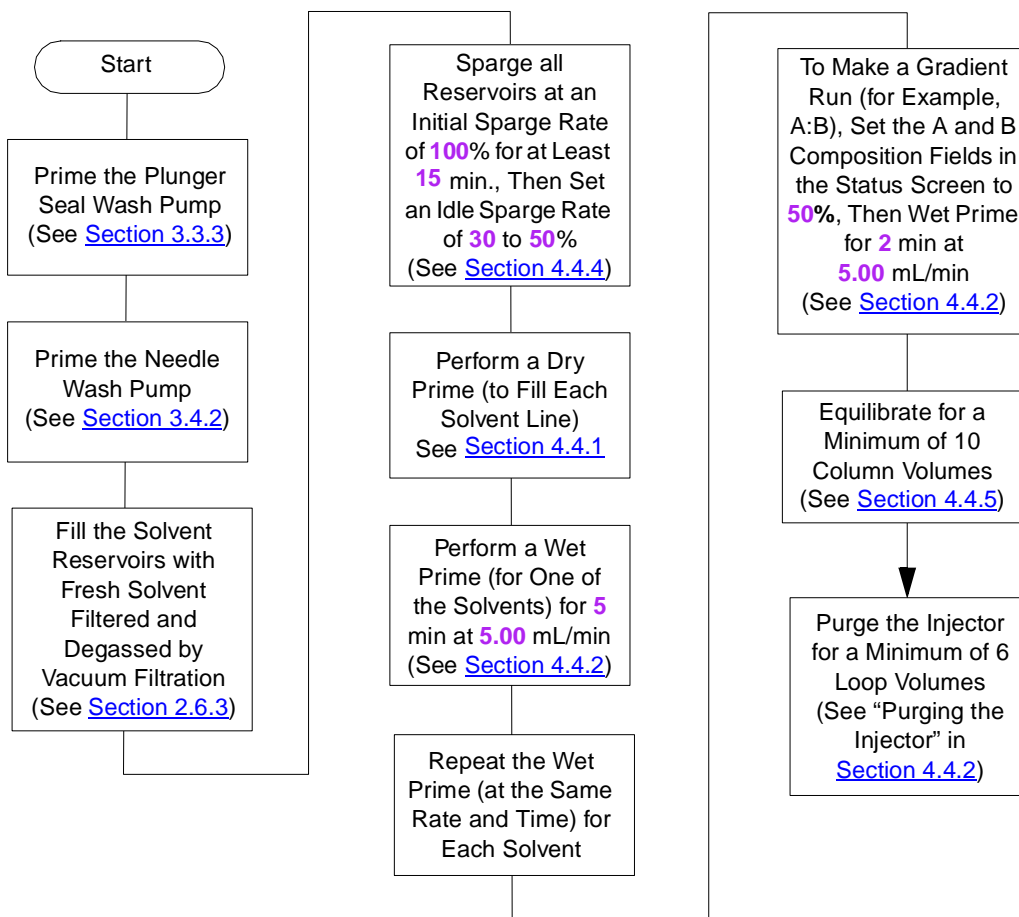 Start
Prime the Plunger
Seal Wash Pump
(See Section 3.3.3)
Prime the Needle
Wash Pump
(See Section 3.4.2)
Fill the Solvent
Reservoirs with
Fresh Solvent
Filtered and
Degassed by
Vacuum Filtration
(See Section 2.6.3)
Sparge all
Reservoirs at an
Initial Sparge Rate
of 100% for at Least
15 min., Then Set
an Idle Sparge Rate
of 30 to 50%
(See Section 4.4.4)
Perform a Dry
Prime (to Fill Each
Solvent Line)
See Section 4.4.1
Perform a Wet
Prime (for One of
the Solvents) for 5
min at 5.00 mL/min
(See Section 4.4.2)
Repeat the Wet
Prime (at the Same
Rate and Time) for
Each Solvent
To Make a Gradient
Run (for Example,
A:B), Set the A and B
Composition Fields in
the Status Screen to
50%, Then Wet Prime
for 2 min at
5.00 mL/min
(See Section 4.4.2)
Equilibrate for a
Minimum of 10
Column Volumes
(See Section 4.4.5)
Purge the Injector
for a Minimum of 6
Loop Volumes
(See “Purging the
Injector” in
Section 4.4.2)